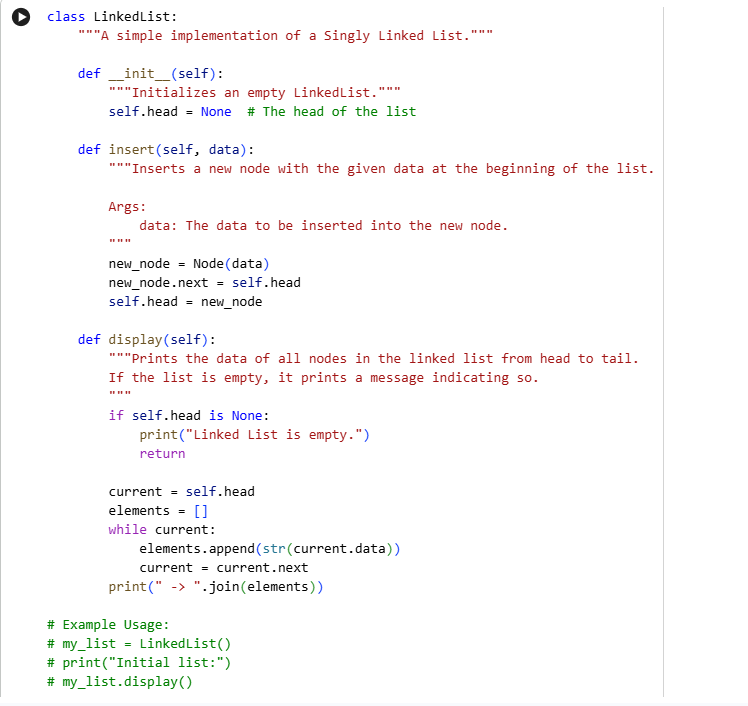 class LinkedList:
    """A simple implementation of a Singly Linked List."""

    def __init__(self):
        """Initializes an empty LinkedList."""
        self.head = None  # The head of the list

    def insert(self, data):
        """Inserts a new node with the given data at the beginning of the list.

        Args:
            data: The data to be inserted into the new node.
        """
        new_node = Node(data)
        new_node.next = self.head
        self.head = new_node

    def display(self):
        """Prints the data of all nodes in the linked list from head to tail.
        If the list is empty, it prints a message indicating so.
        """
        if self.head is None:
            print("Linked List is empty.")
            return

        current = self.head
        elements = []
        while current:
            elements.append(str(current.data))
            current = current.next
        print(" -> ".join(elements))

# Example Usage:
# my_list = LinkedList()
# print("Initial list:")
# my_list.display()